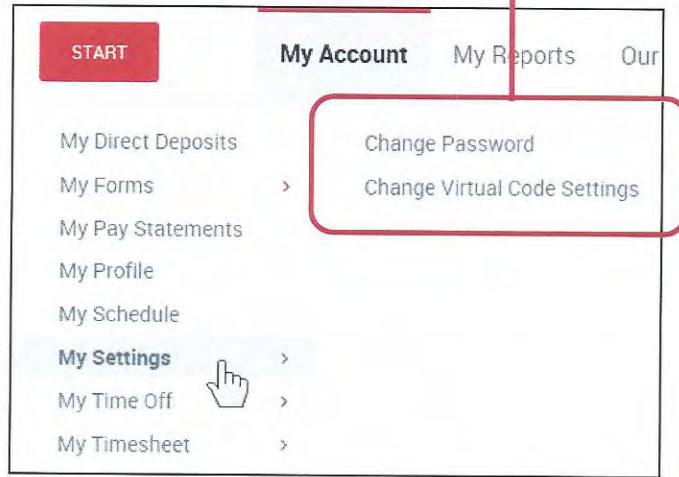 START My Account My Reports Our
My Direct Deposits
My Forms >
My Pay Statements
My Profile
My Schedule
My Settings >
My Time Off >
My Timesheet >
Change Password
Change Virtual Code Settings